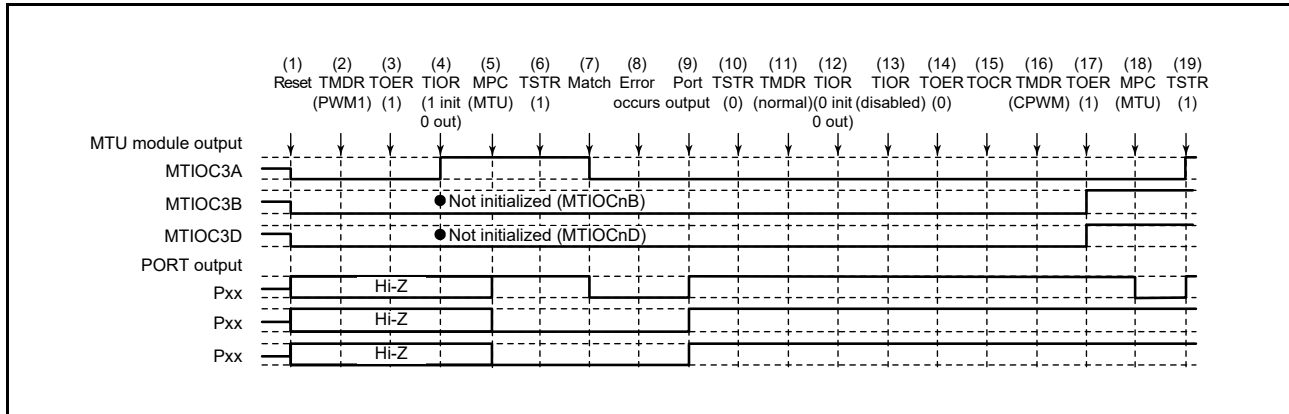 (1) (2) (3) (4) (5) (6) (7) (8) (9) (10) (11) (12) (13) (14) (15) (16) (17) (18) (19)
Reset TMDR TOER TIOR MPC TSTR Match Error Port TSTR TMDR TIOR TIOR TOER TOCR TMDR TOER MPC TSTR
(PWM1) (1) (1 init (MTU) (1) occurs output (0) (normal) (0 init (disabled) (0) (CPWM) (1) (MTU) (1)
0 out) 0 out)
MTU module output
MTIOC3A
MTIOC3B Not initialized (MTIOCnB)
MTIOC3D Not initialized (MTIOCnD)
PORT output
Pxx Hi-Z
Pxx Hi-Z
Pxx Hi-Z